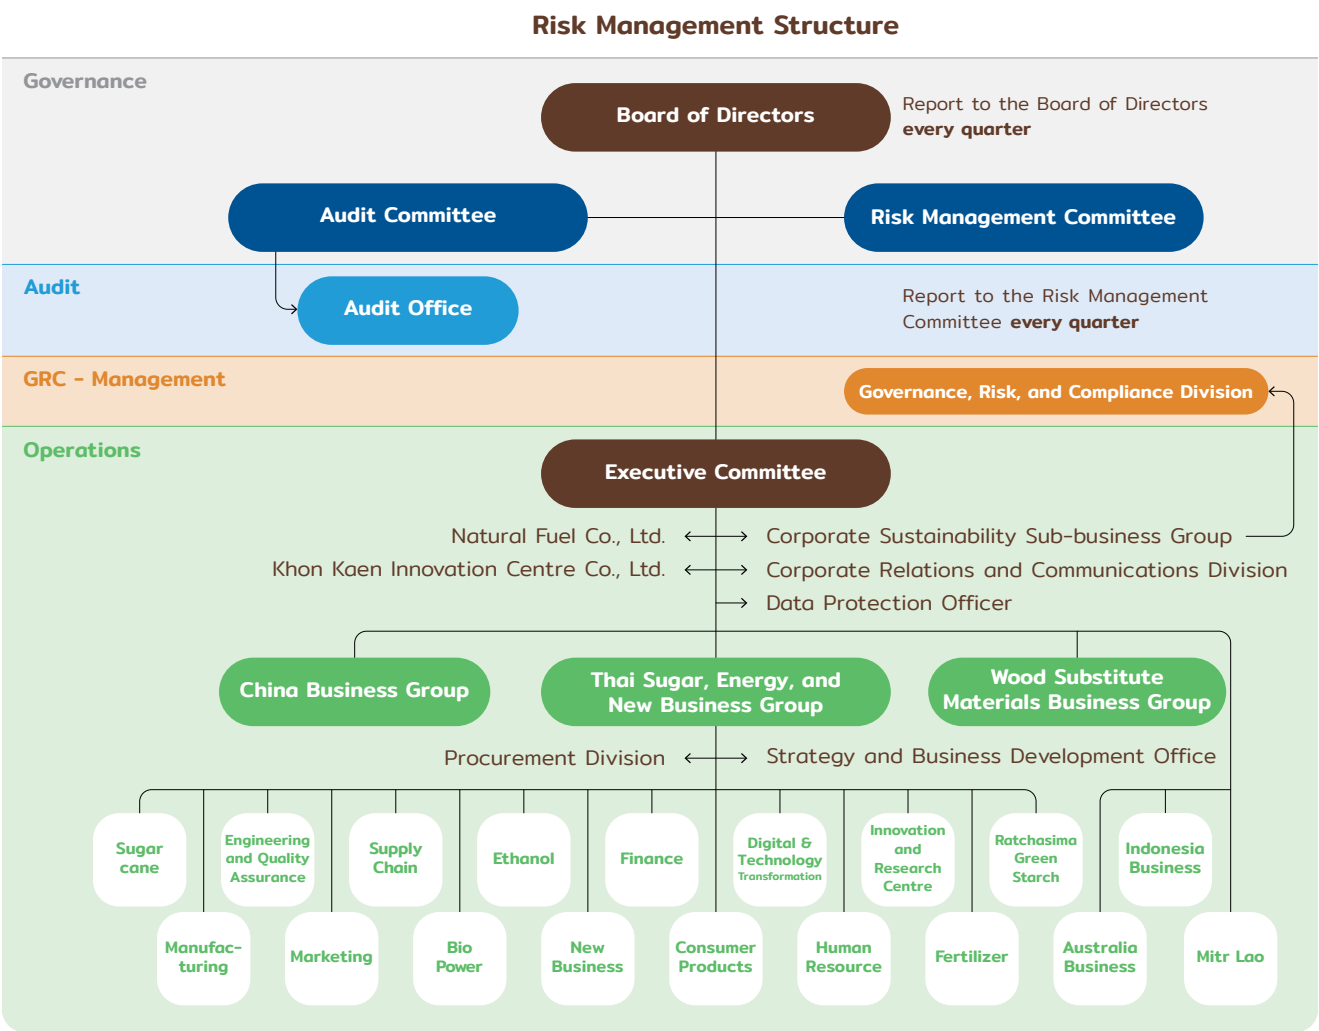 Risk Management Structure
Governance
Board of Directors
Report to the Board of Directors
every quarter
Audit Committee
Risk Management Committee
Audit
Audit Office
Report to the Risk Management
Committee every quarter
GRC - Management
Governance, Risk, and Compliance Division
Operations
Executive Committee
Natural Fuel Co., Ltd.
Corporate Sustainability Sub-business Group
Khon Kaen Innovation Centre Co., Ltd.
Corporate Relations and Communications Division
Data Protection Officer
China Business Group
Thai Sugar, Energy, and
New Business Group
Wood Substitute
Materials Business Group
Procurement Division
Strategy and Business Development Office
Sugar
cane
Engineering
and Quality
Assurance
Supply
Chain
Ethanol
Finance
Digital &
Technology
Transformation
Innovation
and
Research
Centre
Ratchasima
Green
Starch
Indonesia
Business
Manufac-
turing
Marketing
Bio
Power
New
Business
Consumer
Products
Human
Resource
Fertilizer
Australia
Business
Mitr Lao